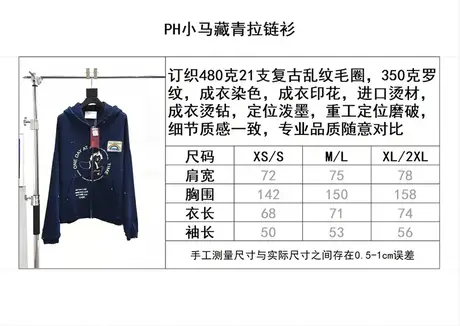 PH小马藏青拉链衫
订织480克21支复古乱纹毛圈，350克罗
纹，成衣染色，成衣印花，进口烫材，
成衣烫钻，定位泼墨，重工定位磨破，
细节质感一致，专业品质随意对比
尺码 XS/S M/L XL/2XL
肩宽 72 75 78
胸围 142 150 158
衣长 68 71 74
袖长 50 53 56
手工测量尺寸与实际尺寸之间存在0.5-1cm误差
ONE DAY AT A TIME